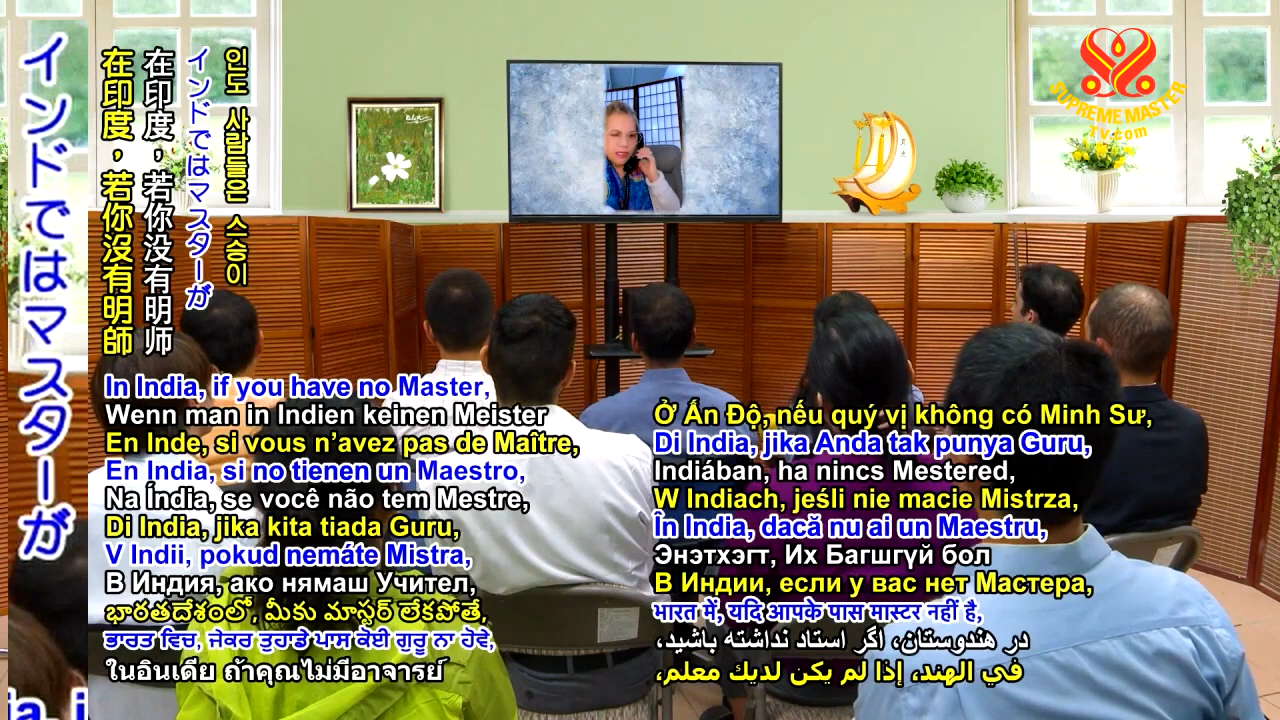 インドではマスターが
在印度，若你沒有明師
在印度，若你没有明师
インドではマスターが
인도 사람들은 스승이
SUPREME MASTER
TV.com
In India, if you have no Master,
Wenn man in Indien keinen Meister
En Inde, si vous n’avez pas de Maître,
En India, si no tienen un Maestro,
Na Índia, se você não tem Mestre,
Di India, jika kita tiada Guru,
V Indii, pokud nemáte Mistra,
В Индия, ако нямаш Учител,
భారతదేశంలో, మీకు మాస్టర్ లేకపోతే,
ਭਾਰਤ ਵਿਚ, ਜੇਕਰ ਤੁਹਾਡੇ ਪਾਸ ਕੋਈ ਗੁਰੂ ਨਾ ਹੋਵੇ,
ในอินเดีย ถ้าคุณไม่มีอาจารย์
Ở Ấn Độ, nếu quý vị không có Minh Sư,
Di India, jika Anda tak punya Guru,
Indiában, ha nincs Mestered,
W Indiach, jeśli nie macie Mistrza,
În India, dacă nu ai un Maestru,
Энэтхэгт, Их Багшгүй бол
В Индии, если у вас нет Мастера,
भारत में, यदि आपके पास मास्टर नहीं है,
در هندوستان، اگر استاد نداشته باشید،
في الهند، إذا لم يكن لديك معلم،